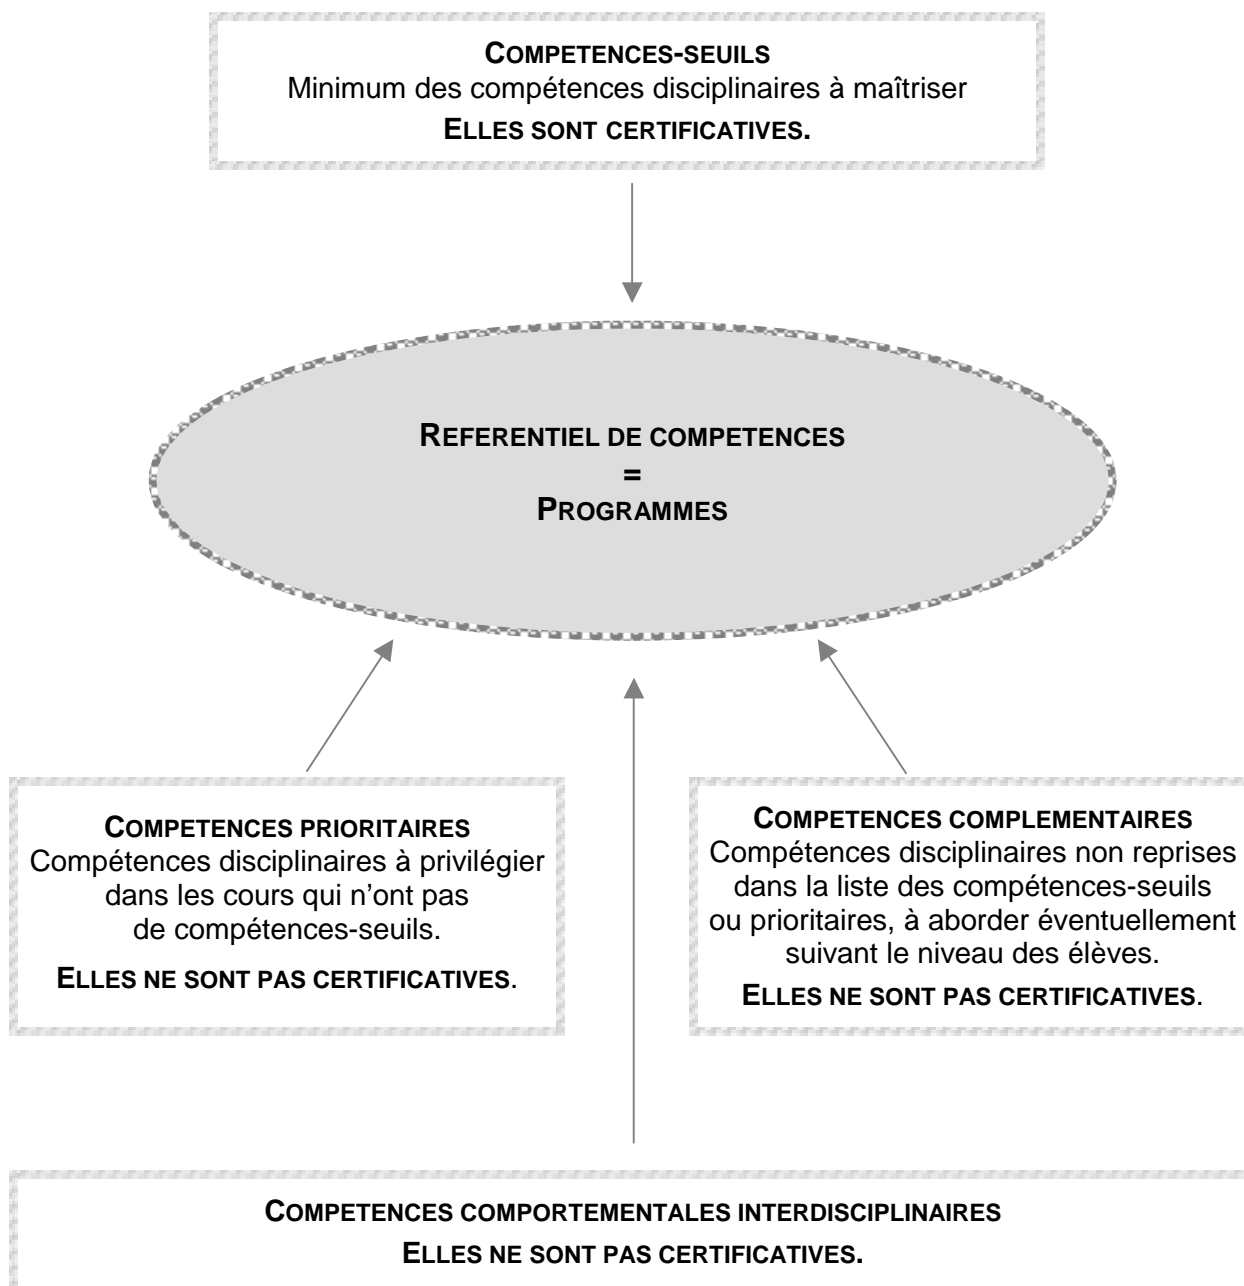 COMPETENCES-SEUILS
Minimum des compétences disciplinaires à maîtriser
ELLES SONT CERTIFICATIVES.
REFERENTIEL DE COMPETENCES
=
PROGRAMMES
COMPETENCES PRIORITAIRES
Compétences disciplinaires à privilégier
dans les cours qui n'ont pas
de compétences-seuils.
ELLES NE SONT PAS CERTIFICATIVES.
COMPETENCES COMPLEMENTAIRES
Compétences disciplinaires non reprises
dans la liste des compétences-seuils
ou prioritaires, à aborder éventuellement
suivant le niveau des élèves.
ELLES NE SONT PAS CERTIFICATIVES.
COMPETENCES COMPORTEMENTALES INTERDISCIPLINAIRES
ELLES NE SONT PAS CERTIFICATIVES.